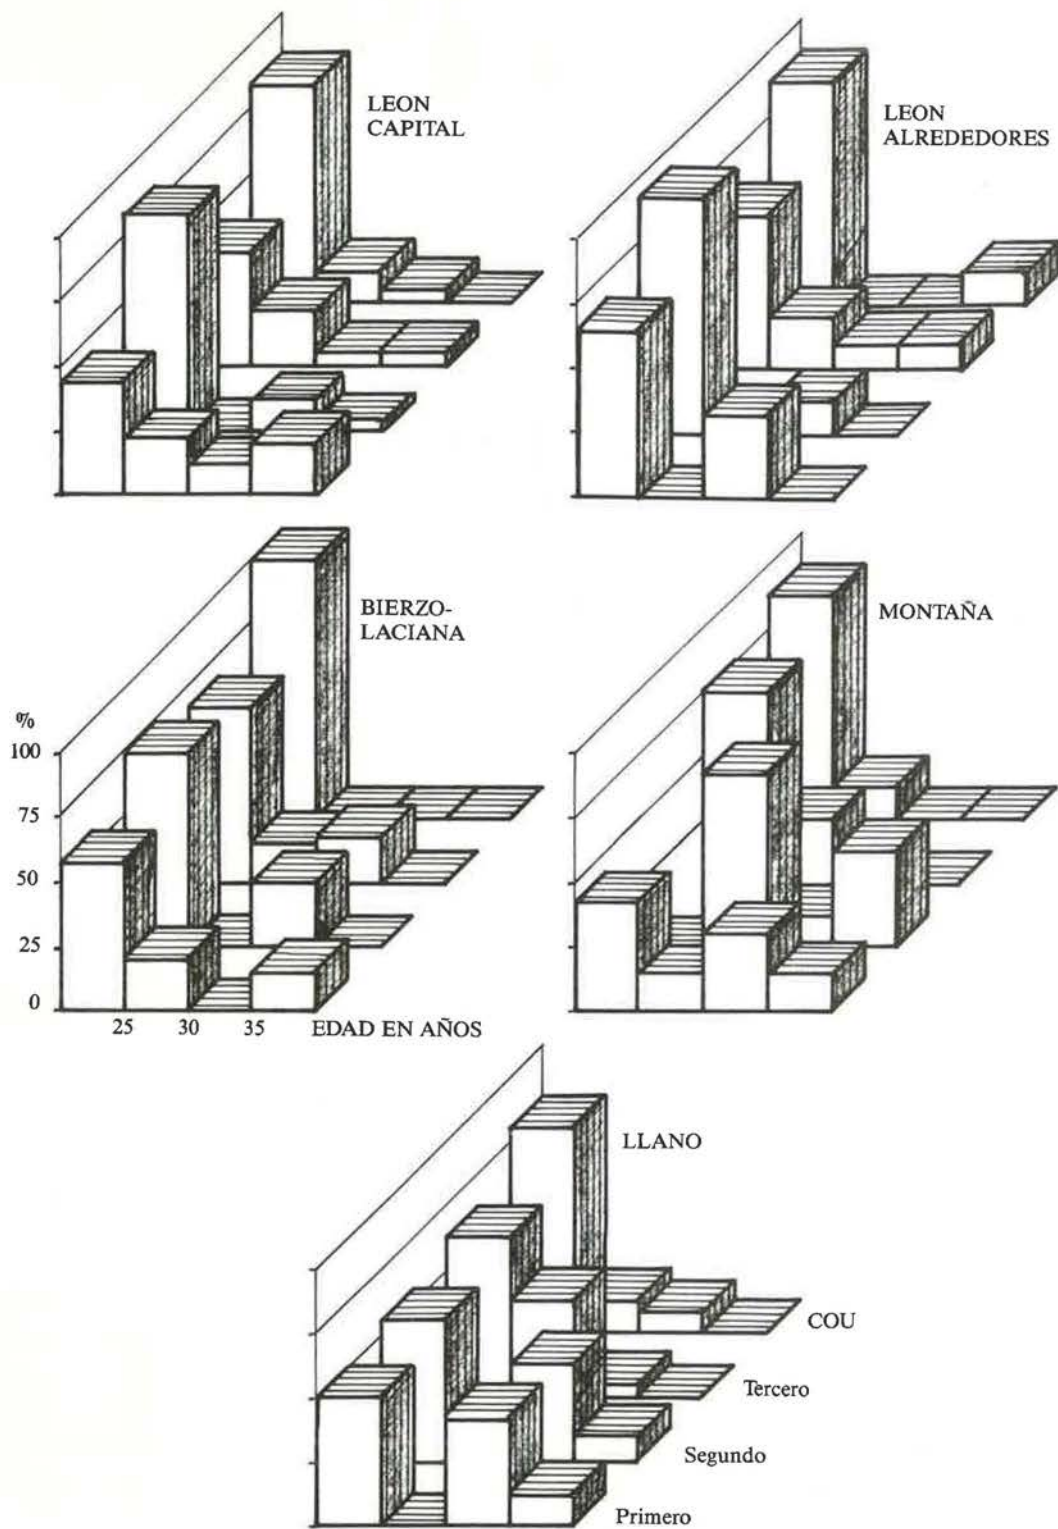 LEON
CAPITAL
LEON
ALREDEDORES
BIERZO-
LACIANA
MONTAÑA
%
100
75
50
25
0
25 30 35 EDAD EN AÑOS
LLANO
COU
Tercero
Segundo
Primero